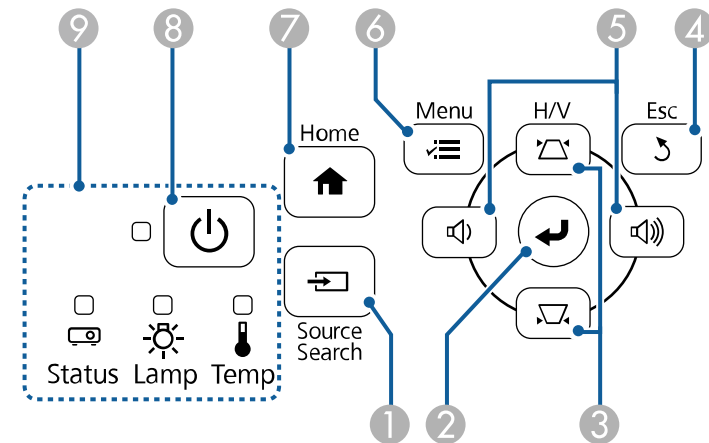 9 8 7 6 5 4
Menu H/V Esc
Home
Source
Search
Status Lamp Temp
1 2 3